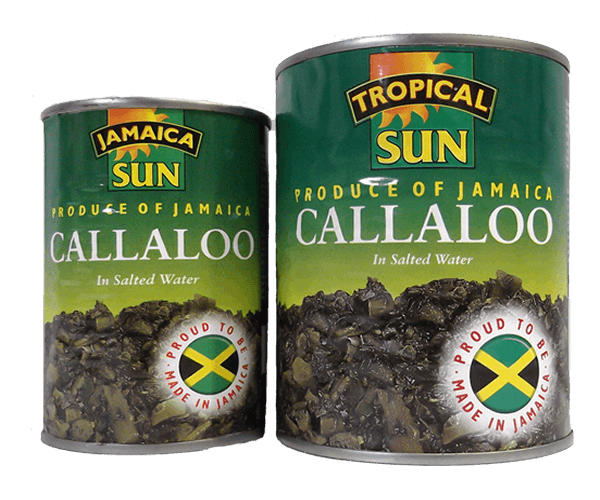 JAMAICA
SUN
PRODUCE OF JAMAICA
CALLALOO
In Salted Water
PROUD TO BE
MADE IN JAMAICA
TROPICAL
SUN
PRODUCE OF JAMAICA
CALLALOO
In Salted Water
PROUD TO BE
MADE IN JAMAICA